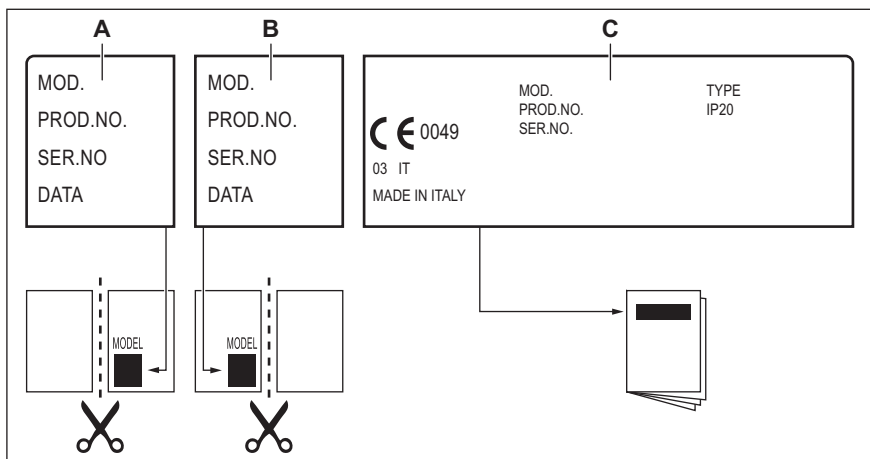 A
B
C
MOD.
PROD.NO.
SER.NO
DATA
MOD.
PROD.NO.
SER.NO
DATA
MOD.
PROD.NO.
SER.NO.
TYPE
IP20
CE 0049
03 IT
MADE IN ITALY
MODEL
MODEL